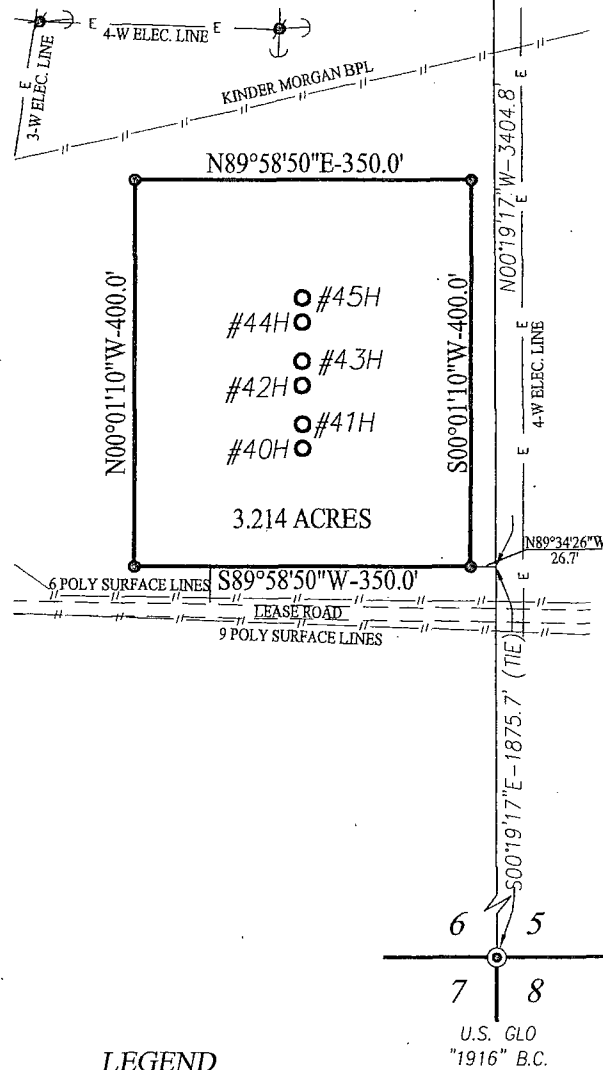 E 4-W ELEC. LINE E
3-W ELEC. LINE
E
KINDER MORGAN BPL
E
N00°19'17"W-3404.8'
N89°58'50"E-350.0'
E
N00°01'10"W-400.0'
S00°01'10"W-400.0'
#45H
#44H
E
4-W ELEC. LINE
#43H
#42H
#41H
#40H
E
3.214 ACRES
N89°34'26"W
26.7'
E
6 POLY SURFACE LINES
S89°58'50"W-350.0'
LEASE ROAD
9 POLY SURFACE LINES
S00°19'17"E-1875.7' (TIE)
6 5
7 8
U.S. GLO
"1916" B.C.
LEGEND